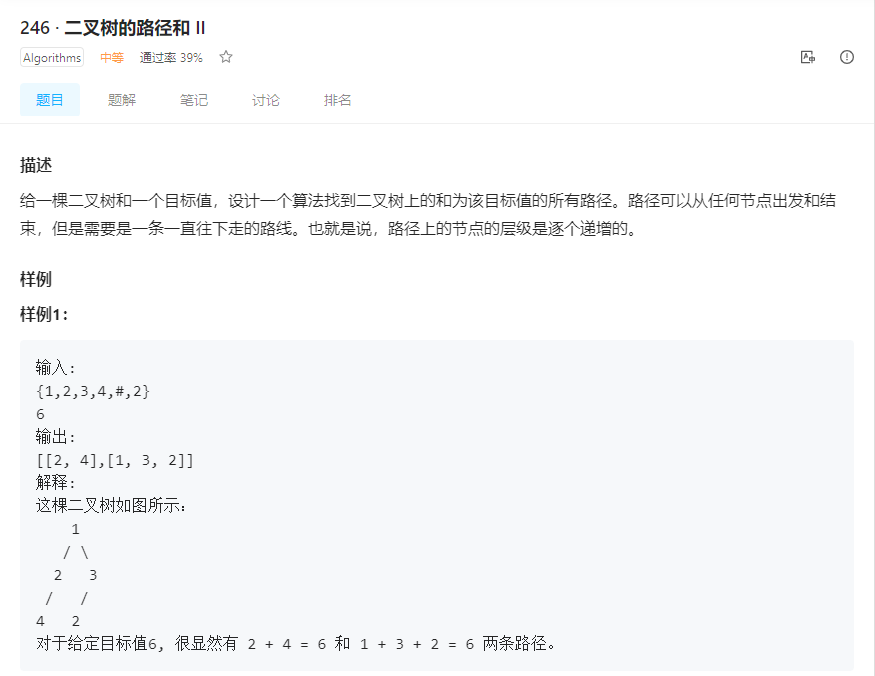 246 · 二叉树的路径和 II
Algorithms 中等 通过率 39%
题目 题解 笔记 讨论 排名
描述
给一棵二叉树和一个目标值，设计一个算法找到二叉树上的和为该目标值的所有路径。路径可以从任何节点出发和结
束，但是需要是一条一直往下走的路线。也就是说，路径上的节点的层级是逐个递增的。
样例
样例1：
输入：
{1,2,3,4,#,2}
6
输出：
[[2, 4],[1, 3, 2]]
解释：
这棵二叉树如图所示：
    1
   / \
  2   3
 /   /
4   2
对于给定目标值6, 很显然有 2 + 4 = 6 和 1 + 3 + 2 = 6 两条路径。